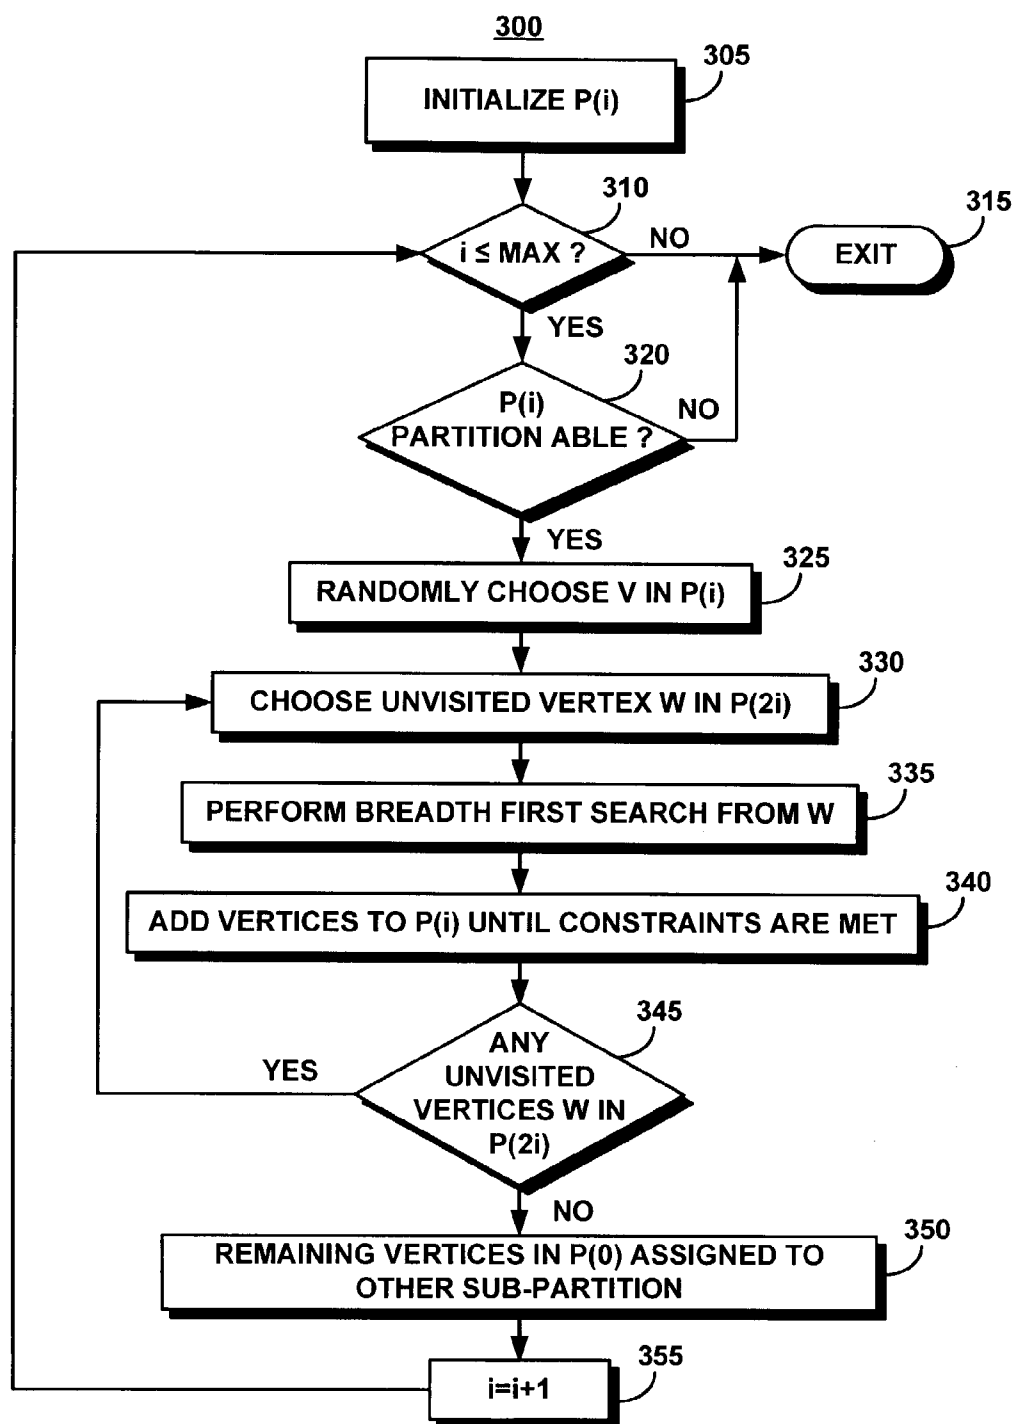 300
305
INITIALIZE P(i)
310
315
i ≤ MAX ?
NO
EXIT
YES
320
P(i)
PARTITION ABLE ?
NO
YES
325
RANDOMLY CHOOSE V IN P(i)
330
CHOOSE UNVISITED VERTEX W IN P(2i)
335
PERFORM BREADTH FIRST SEARCH FROM W
340
ADD VERTICES TO P(i) UNTIL CONSTRAINTS ARE MET
345
ANY
UNVISITED
VERTICES W IN
P(2i)
YES
NO
350
REMAINING VERTICES IN P(0) ASSIGNED TO
OTHER SUB-PARTITION
355
i=i+1